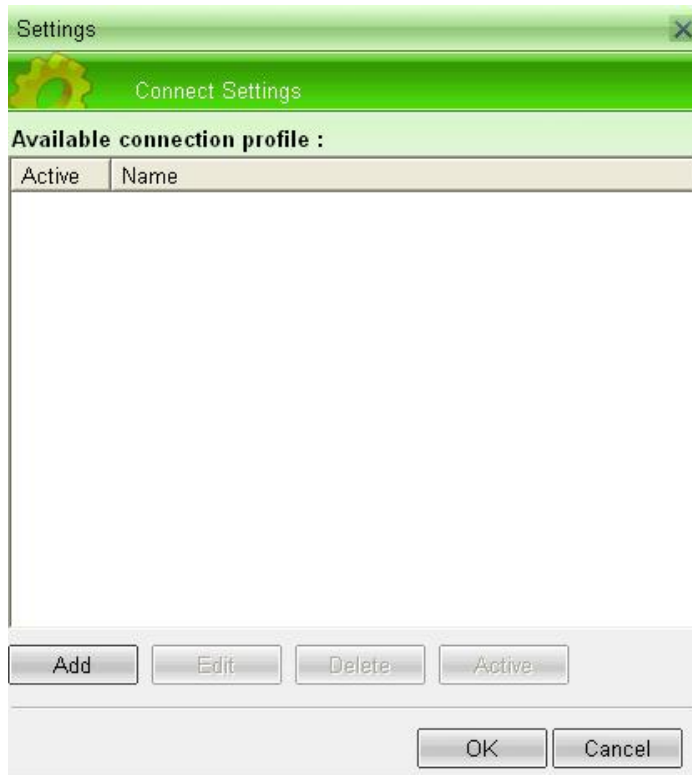 Settings
Connect Settings
Available connection profile :
Active Name
Add Edit Delete Active
OK Cancel